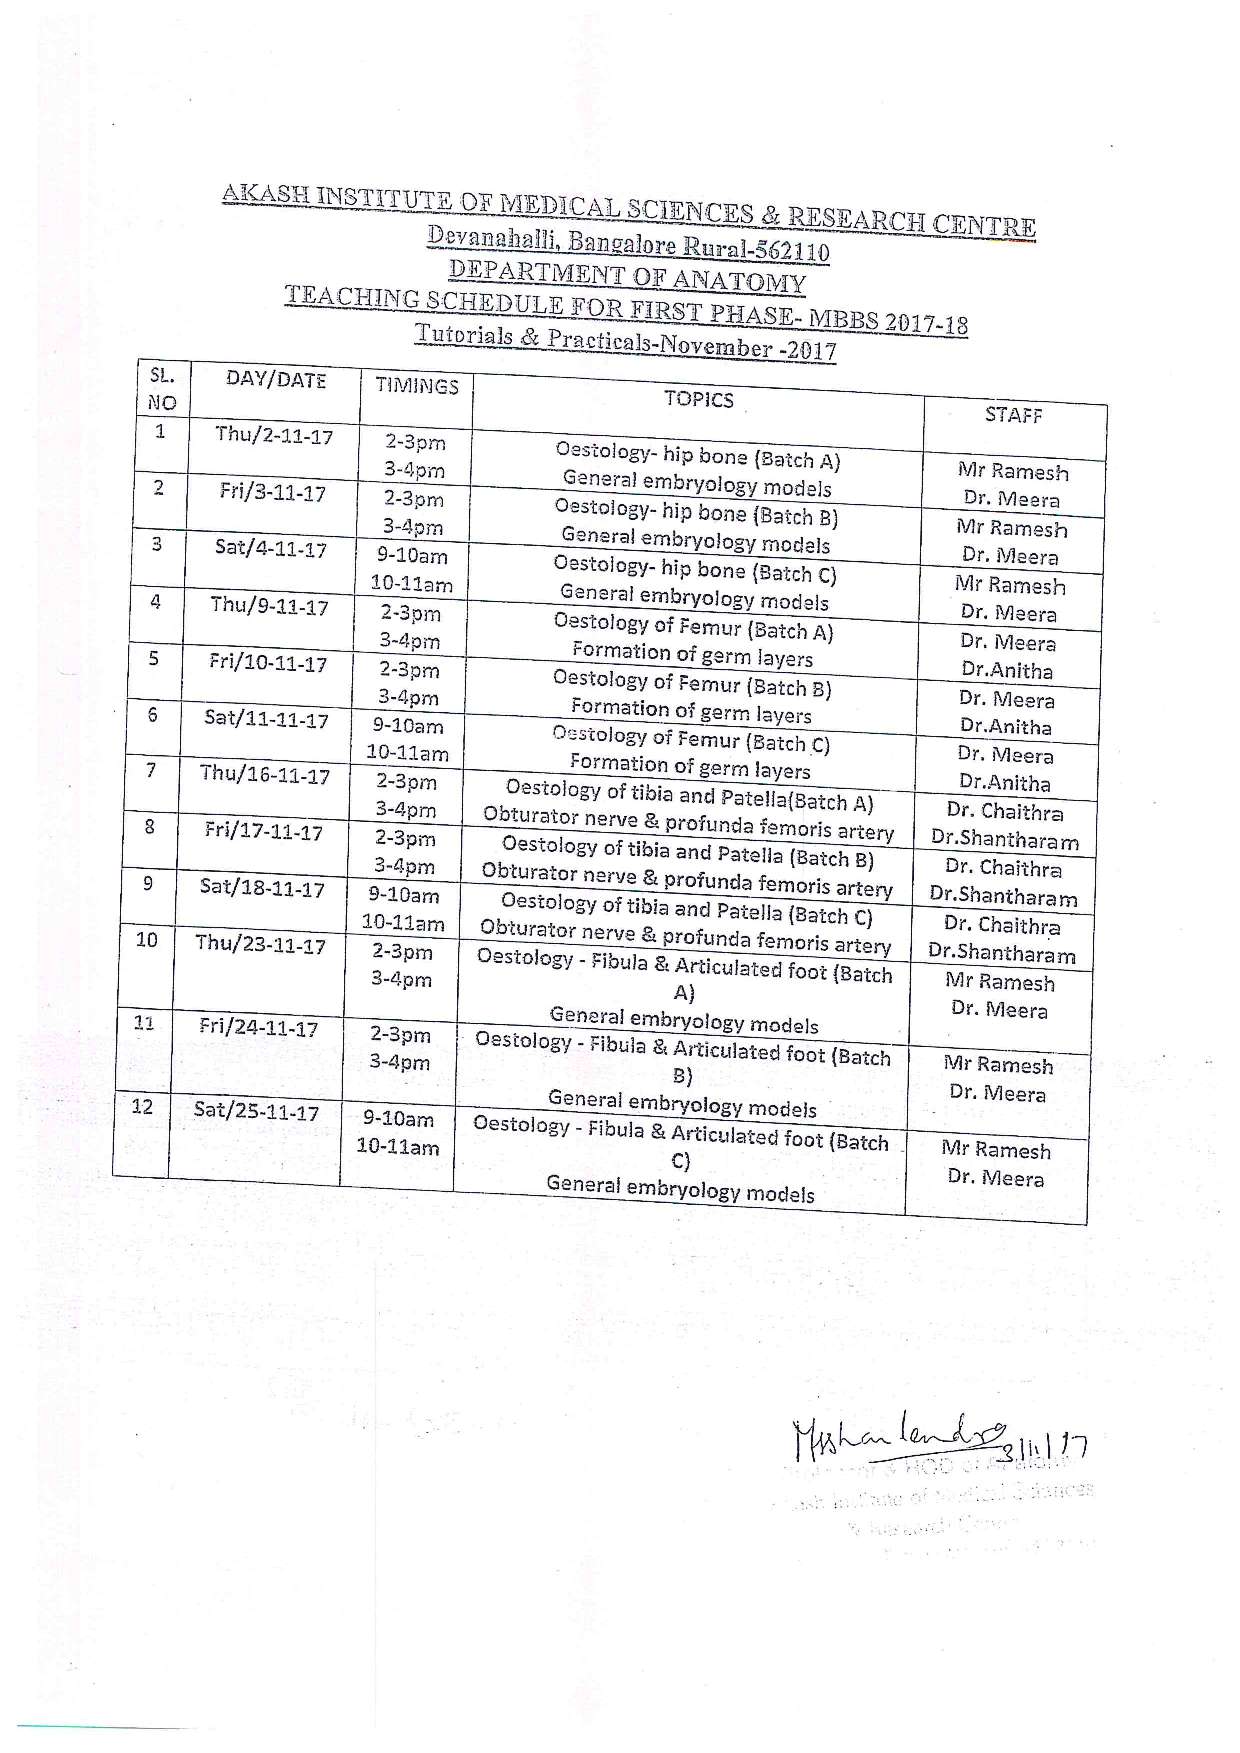 AKASH INSTITUTE OF MEDICAL SCIENCES & RESEARCH CENTRE
Devanahalli, Bangalore Rural-562110
DEPARTMENT OF ANATOMY
TEACHING SCHEDULE FOR FIRST PHASE- MBBS 2017-18
Tutorials & Practicals-November -2017
SL. NO DAY/DATE TIMINGS TOPICS STAFF
1 Thu/2-11-17 2-3pm Oestology- hip bone (Batch A) Mr Ramesh
3-4pm General embryology models Dr. Meera
2 Fri/3-11-17 2-3pm Oestology- hip bone (Batch B) Mr Ramesh
3-4pm General embryology models Dr. Meera
3 Sat/4-11-17 9-10am Oestology- hip bone (Batch C) Mr Ramesh
10-11am General embryology models Dr. Meera
4 Thu/9-11-17 2-3pm Oestology of Femur (Batch A) Dr. Meera
3-4pm Formation of germ layers Dr.Anitha
5 Fri/10-11-17 2-3pm Oestology of Femur (Batch B) Dr. Meera
3-4pm Formation of germ layers Dr.Anitha
6 Sat/11-11-17 9-10am Oestology of Femur (Batch C) Dr. Meera
10-11am Formation of germ layers Dr.Anitha
7 Thu/16-11-17 2-3pm Oestology of tibia and Patella(Batch A) Dr. Chaithra
3-4pm Obturator nerve & profunda femoris artery Dr.Shantharam
8 Fri/17-11-17 2-3pm Oestology of tibia and Patella (Batch B) Dr. Chaithra
3-4pm Obturator nerve & profunda femoris artery Dr.Shantharam
9 Sat/18-11-17 9-10am Oestology of tibia and Patella (Batch C) Dr. Chaithra
10-11am Obturator nerve & profunda femoris artery Dr.Shantharam
10 Thu/23-11-17 2-3pm Oestology - Fibula & Articulated foot (Batch Mr Ramesh
3-4pm A) Dr. Meera
General embryology models
11 Fri/24-11-17 2-3pm Oestology - Fibula & Articulated foot (Batch Mr Ramesh
3-4pm B) Dr. Meera
General embryology models
12 Sat/25-11-17 9-10am Oestology - Fibula & Articulated foot (Batch Mr Ramesh
10-11am C) Dr. Meera
General embryology models
3/11/17
& HOD of
of Medical Sciences